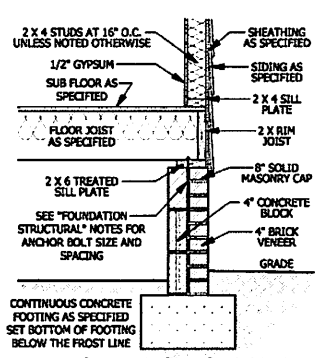 2 X 4 STUDS AT 16" O.C.
UNLESS NOTED OTHERWISE
1/2" GYPSUM
SUB FLOOR AS
SPECIFIED
FLOOR JOIST
AS SPECIFIED
2 X 6 TREATED
SILL PLATE
SEE "FOUNDATION
STRUCTURAL" NOTES FOR
ANCHOR BOLT SIZE AND
SPACING
CONTINUOUS CONCRETE
FOOTING AS SPECIFIED
SET BOTTOM OF FOOTING
BELOW THE FROST LINE
SHEATHING
AS SPECIFIED
SIDING AS
SPECIFIED
2 X 4 SILL
PLATE
2 X RIM
JOIST
8" SOLID
MASONRY CAP
4" CONCRETE
BLOCK
4" BRICK
VENEER
GRADE